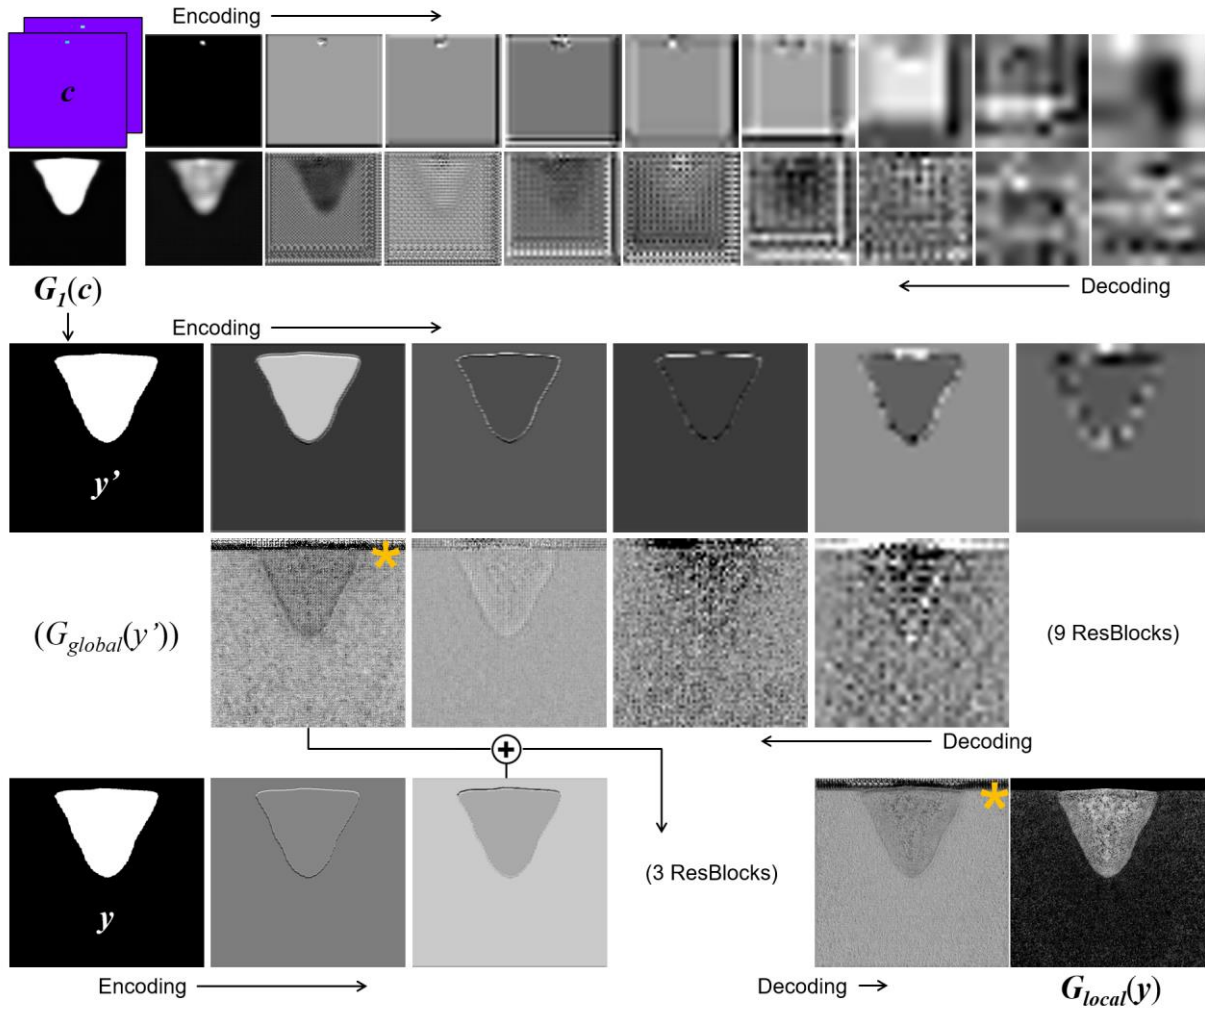 Encoding
c
G1(c)
Decoding
Encoding
y’
*
(Gglobal(y’))
(9 ResBlocks)
Decoding
+
*
y
(3 ResBlocks)
Encoding
Decoding
Glocal(y)